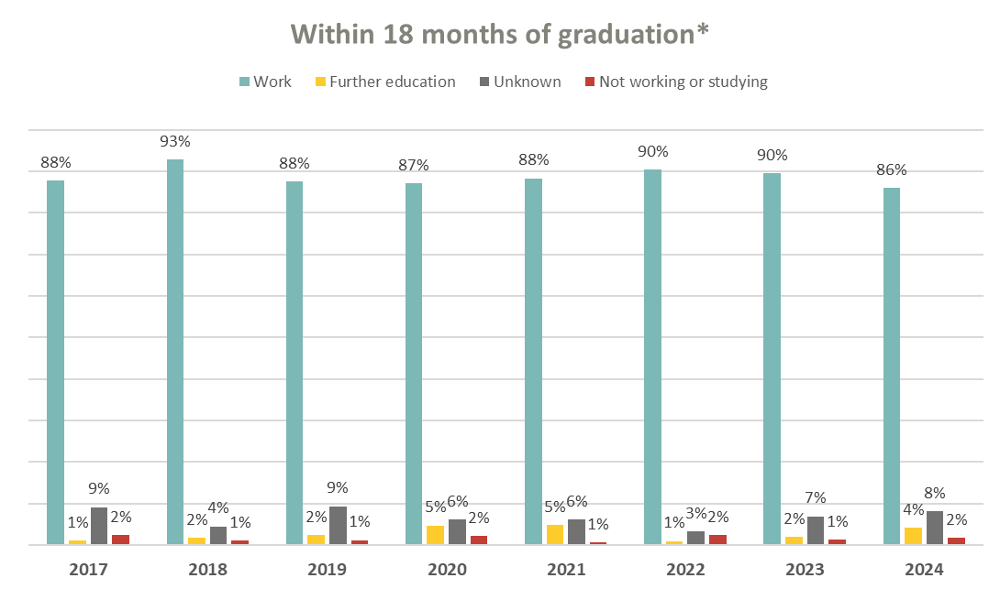 Within 18 months of graduation*
Work Further education Unknown Not working or studying
88% 93% 88% 87% 88% 90% 90% 86%
1% 9% 2% 2% 4% 1% 2% 9% 1% 5% 6% 2% 5% 6% 1% 1% 3% 2% 2% 7% 1% 4% 8% 2%
2017 2018 2019 2020 2021 2022 2023 2024